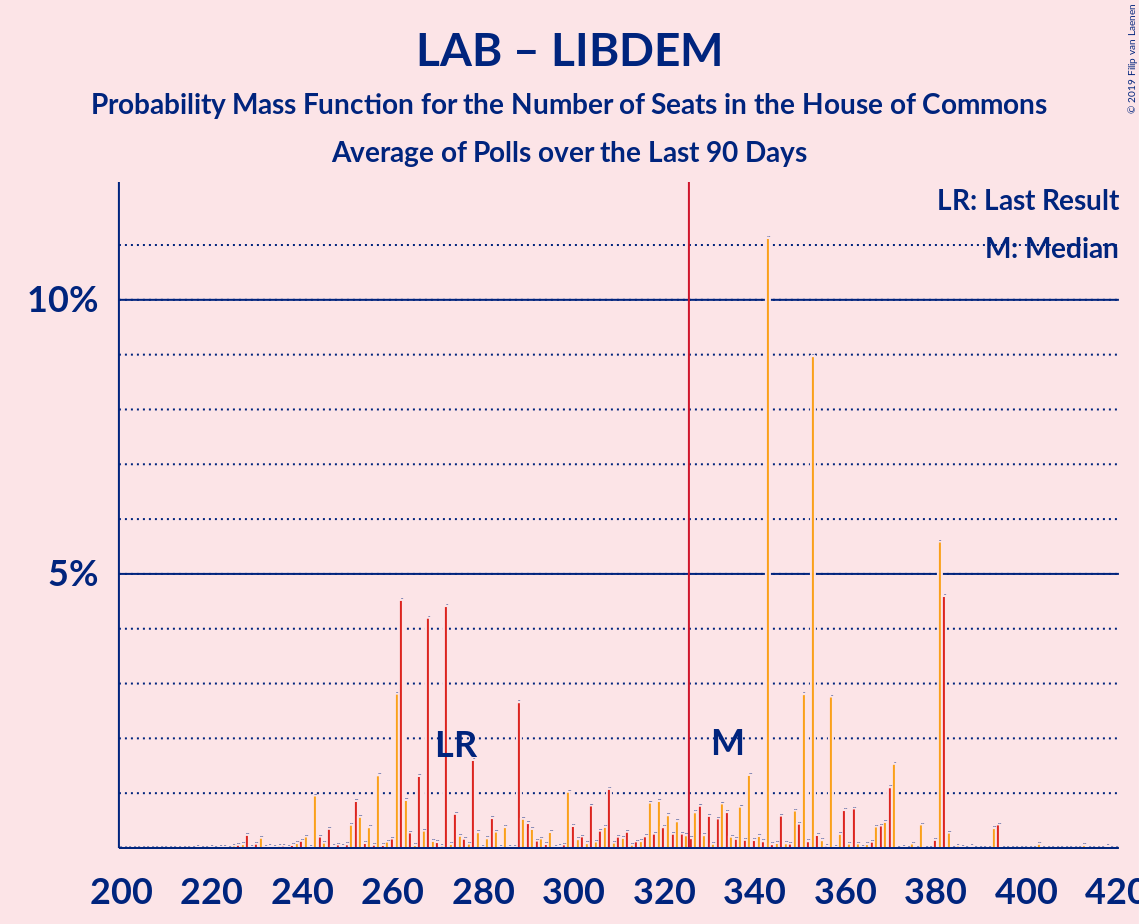 LAB – LIBDEM
Probability Mass Function for the Number of Seats in the House of Commons
Average of Polls over the Last 90 Days
© 2019 Filip van Laenen
LR: Last Result
M: Median
10%
5%
LR
M
200 220 240 260 280 300 320 340 360 380 400 420